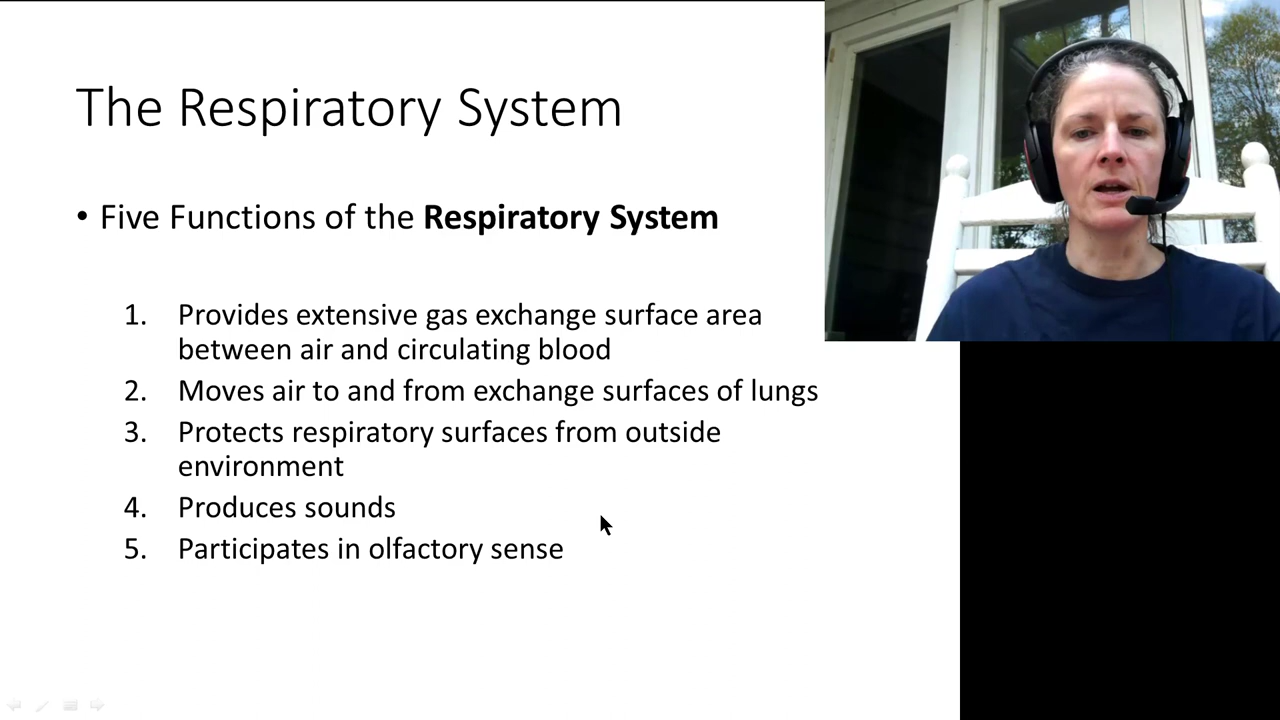 The Respiratory System
• Five Functions of the Respiratory System
1. Provides extensive gas exchange surface area
between air and circulating blood
2. Moves air to and from exchange surfaces of lungs
3. Protects respiratory surfaces from outside
environment
4. Produces sounds
5. Participates in olfactory sense